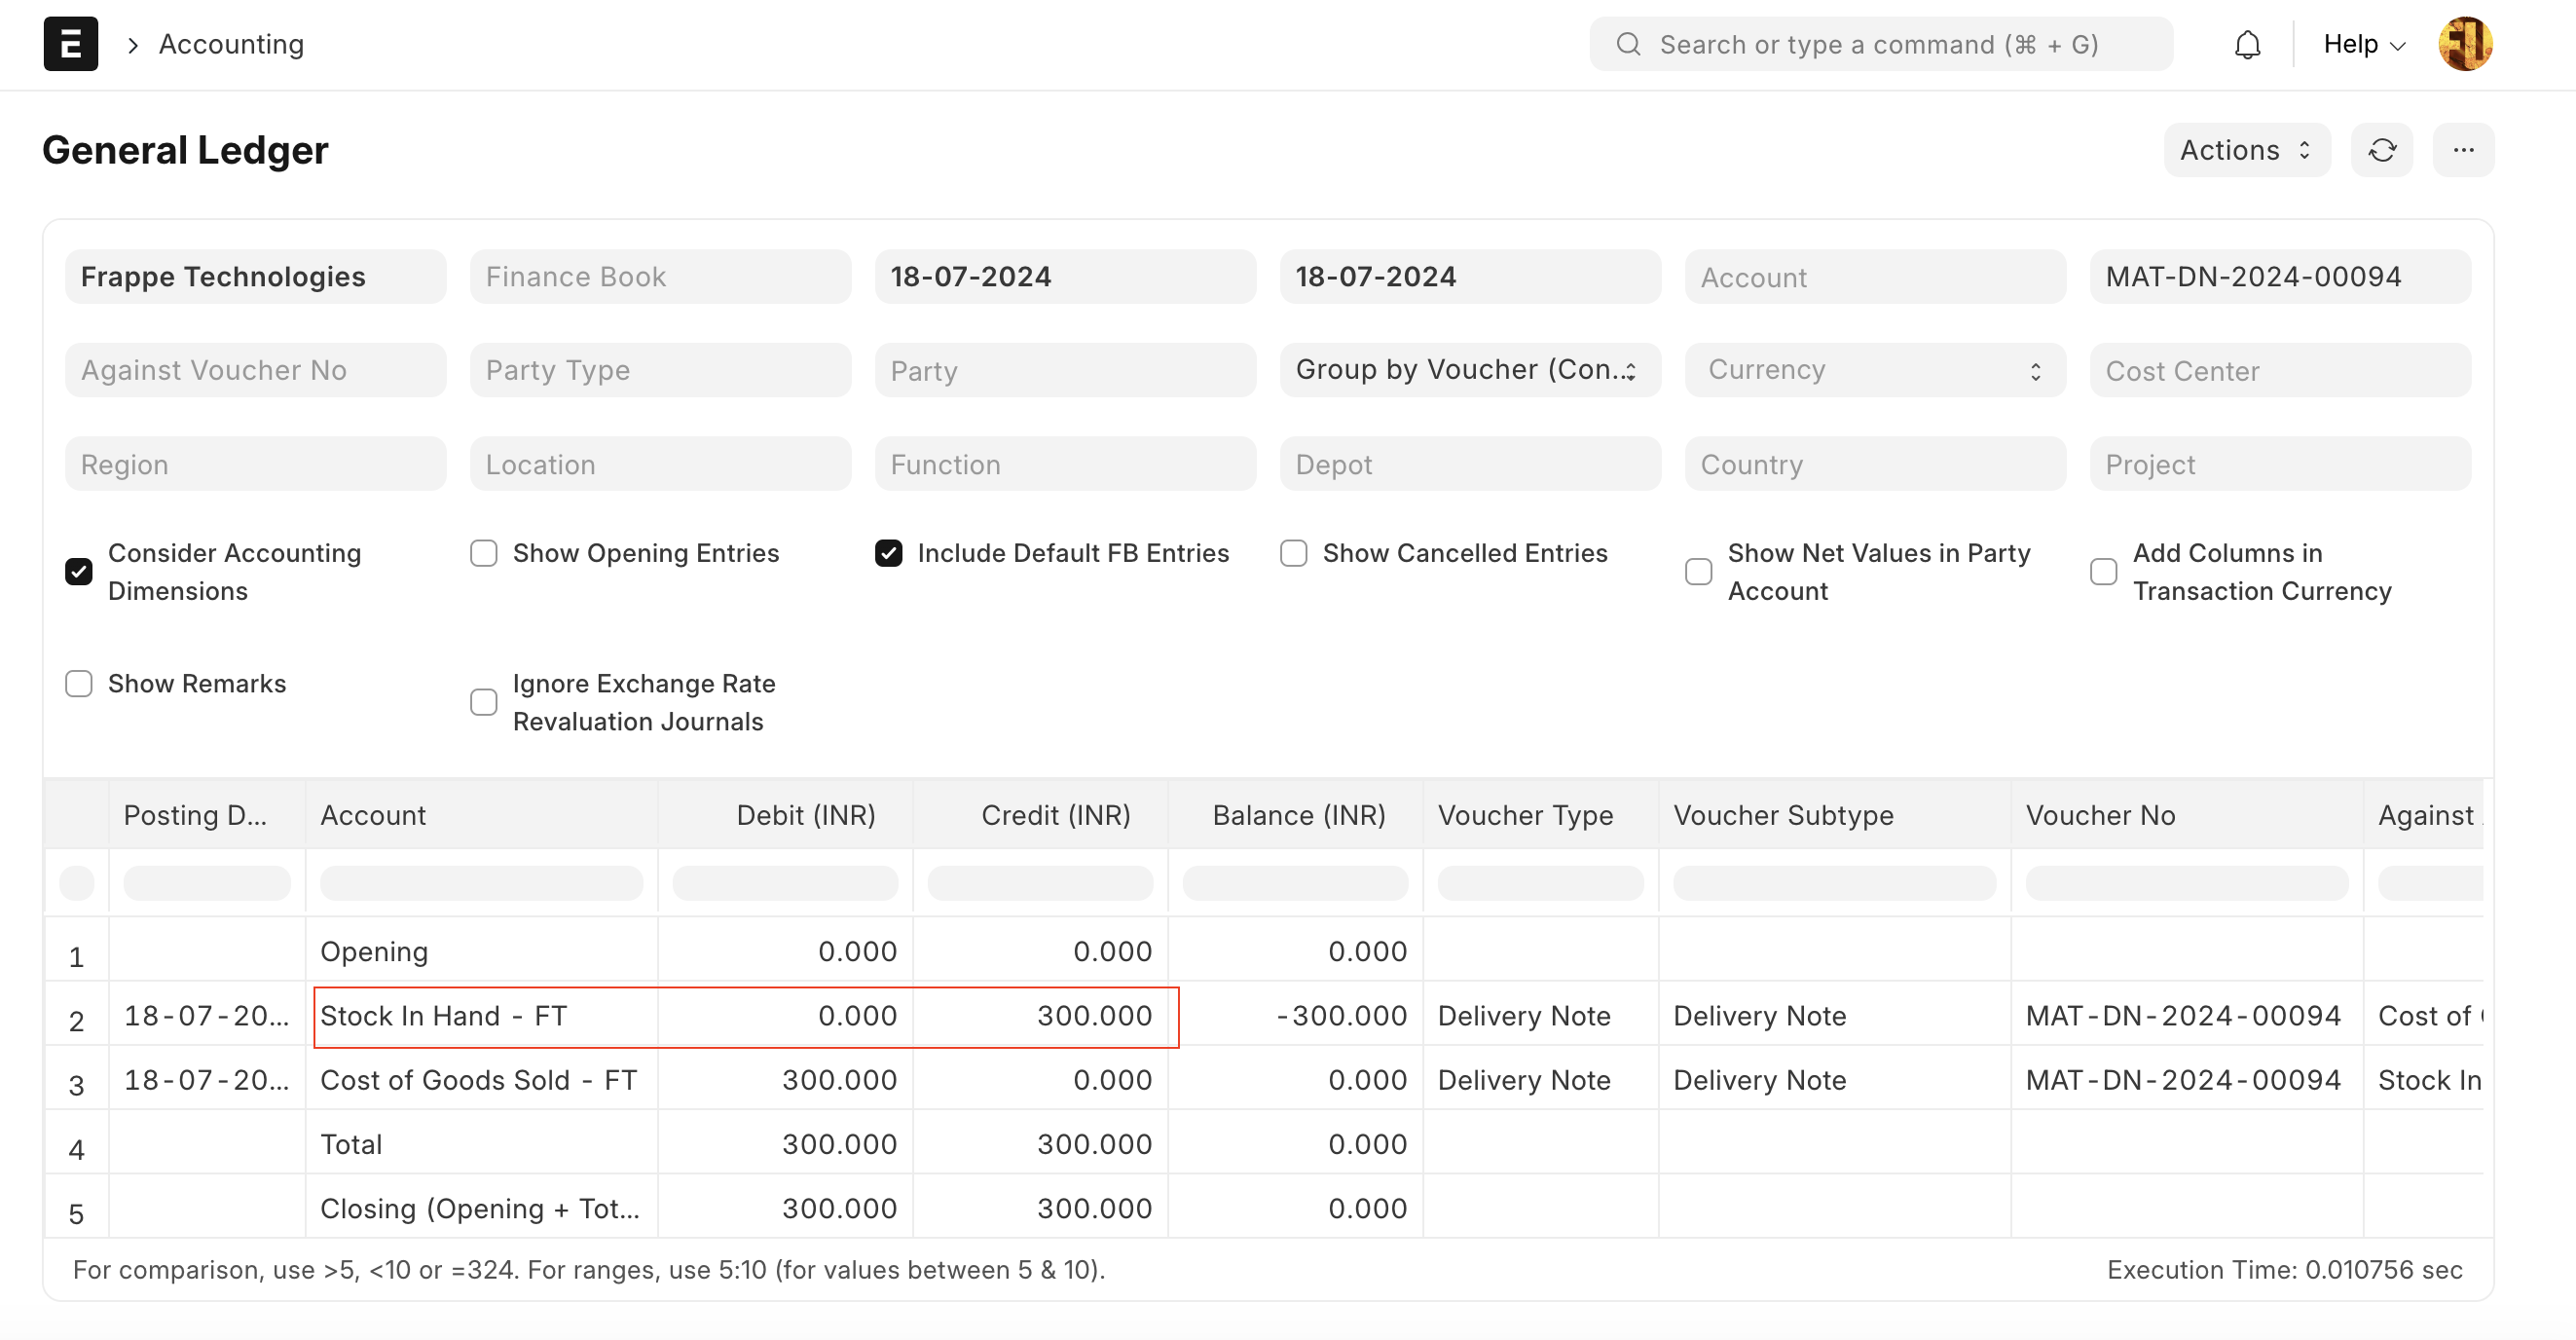 Accounting
Search or type a command (⌘ + G)
Help
General Ledger
Actions
Frappe Technologies
Finance Book
18-07-2024
18-07-2024
Account
MAT-DN-2024-00094
Against Voucher No
Party Type
Party
Group by Voucher (Con...
Currency
Cost Center
Region
Location
Function
Depot
Country
Project
Consider Accounting
Dimensions
Show Opening Entries
Include Default FB Entries
Show Cancelled Entries
Show Net Values in Party
Account
Add Columns in
Transaction Currency
Show Remarks
Ignore Exchange Rate
Revaluation Journals
Posting D... Account Debit (INR) Credit (INR) Balance (INR) Voucher Type Voucher Subtype Voucher No Against
1 Opening 0.000 0.000 0.000
2 18-07-20... Stock In Hand - FT 0.000 300.000 -300.000 Delivery Note Delivery Note MAT-DN-2024-00094 Cost of
3 18-07-20... Cost of Goods Sold - FT 300.000 0.000 0.000 Delivery Note Delivery Note MAT-DN-2024-00094 Stock In
4 Total 300.000 300.000 0.000
5 Closing (Opening + Tot... 300.000 300.000 0.000
For comparison, use >5, <10 or =324. For ranges, use 5:10 (for values between 5 & 10).
Execution Time: 0.010756 sec